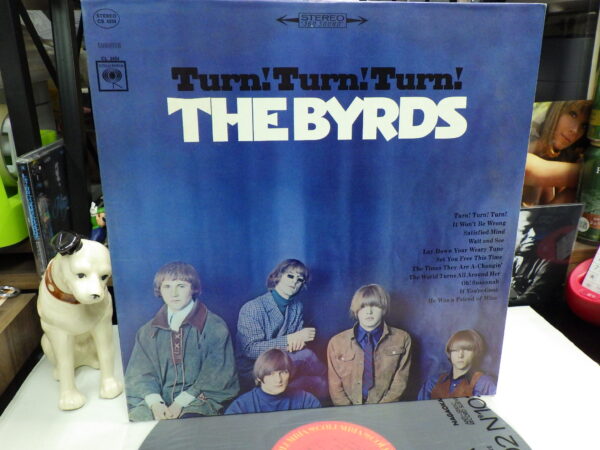 STEREO
STEREO
360 SOUND
Turn! Turn! Turn!
THE BYRDS
Turn! Turn! Turn!
It Won't Be Wrong
Satisfied Mind
Wait and See
Lay Down Your Weary Tune
Set You Free This Time
The Times They Are A-Changin'
The World Turns All Around Her
Oh! Susannah
If You're Gone
He Was a Friend of Mine